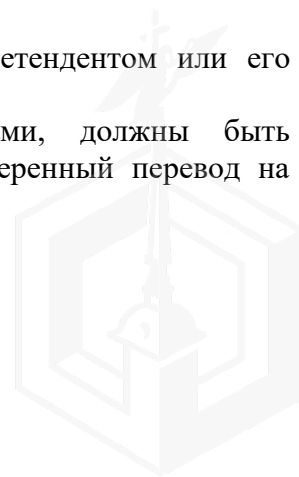 етендентом или его
ми, должны быть
еренный перевод на